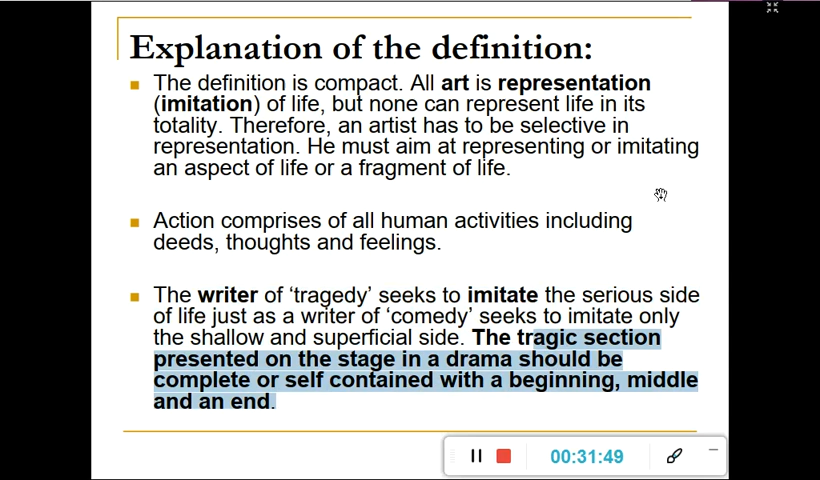 Explanation of the definition:
The definition is compact. All art is representation
(imitation) of life, but none can represent life in its
totality. Therefore, an artist has to be selective in
representation. He must aim at representing or imitating
an aspect of life or a fragment of life.
Action comprises of all human activities including
deeds, thoughts and feelings.
The writer of ‘tragedy’ seeks to imitate the serious side
of life just as a writer of ‘comedy’ seeks to imitate only
the shallow and superficial side. The tragic section
presented on the stage in a drama should be
complete or self contained with a beginning, middle
and an end.
00:31:49